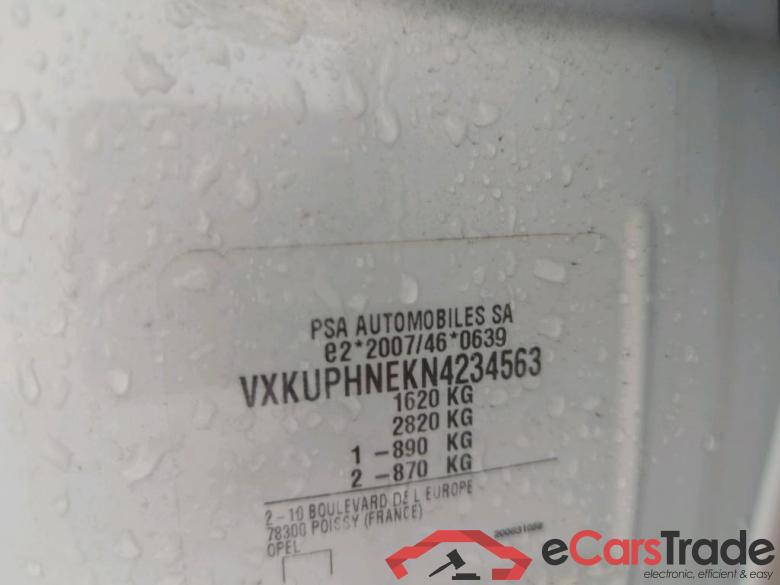 PSA AUTOMOBILES SA
e2*2007/46*0639
VXKUPHNEKN4234563
1620 KG
2820 KG
1 - 890 KG
2 - 870 KG
2 - 10 BOULEVARD DE L EUROPE
78300 POISSY (FRANCE)
OPEL
eCarsTrade
electronic, efficient & easy